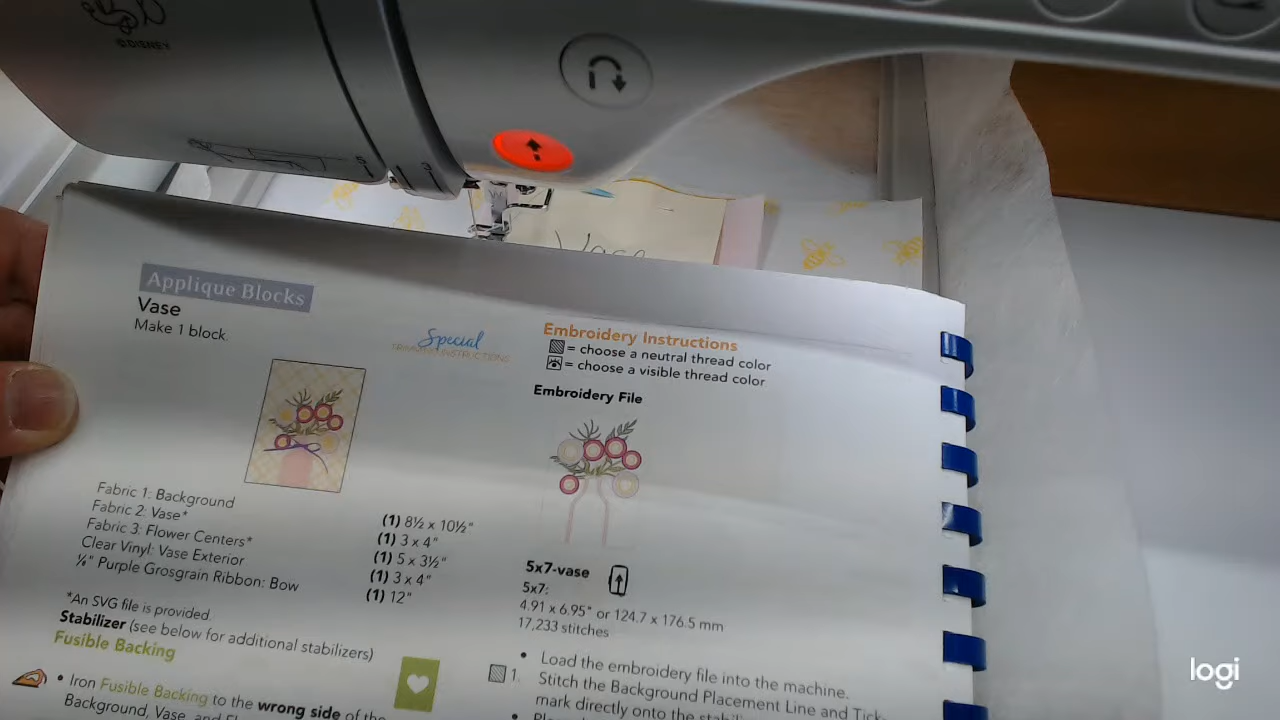 ©DISNEY
Vase
Applique Blocks
Vase
Make 1 block.
Special
Fabric 1: Background (1) 8½ x 10½"
Fabric 2: Vase* (1) 3 x 4"
Fabric 3: Flower Centers* (1) 5 x 3½"
Clear Vinyl: Vase Exterior (1) 3 x 4"
⅛" Purple Grosgrain Ribbon: Bow (1) 12"
*An SVG file is provided.
Stabilizer (see below for additional stabilizers)
Fusible Backing
• Iron Fusible Backing to the wrong side of the
Background, Vase, and
Embroidery Instructions
= choose a neutral thread color
= choose a visible thread color
Embroidery File
5x7-vase
5x7:
4.91 x 6.95" or 124.7 x 176.5 mm
17,233 stitches
• Load the embroidery file into the machine.
1. Stitch the Background Placement Line and Tick
mark directly onto the
logi